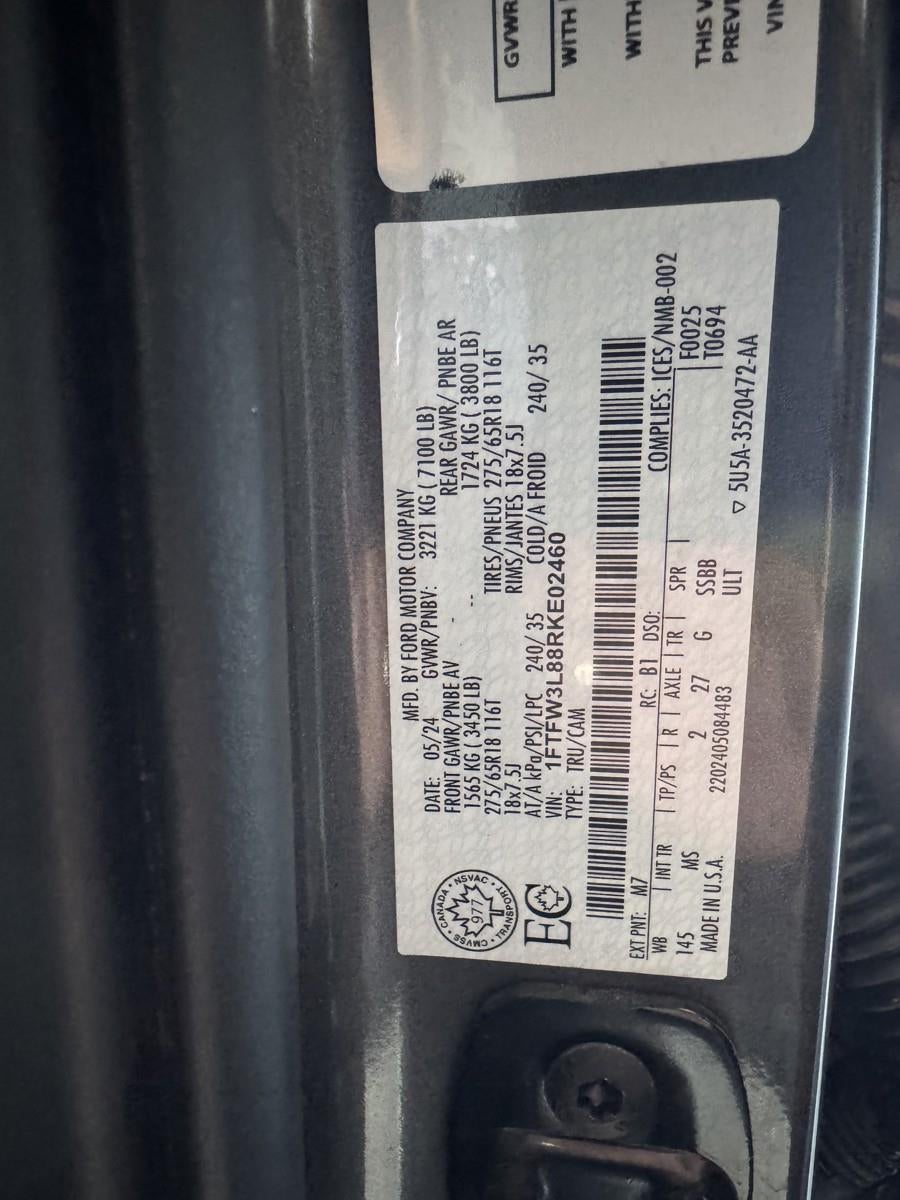 MFD. BY FORD MOTOR COMPANY
DATE: 05/24 GVWR/PNBV: 3221 KG ( 7100 LB)
FRONT GAWR/PNBE AV REAR GAWR/ PNBE AR
1565 KG ( 3450 LB) - -- 1724 KG ( 3800 LB)
275/65R18 116T TIRES/PNEUS 275/65R18 116T
18x7.5J RIMS/JANTES 18x7.5J
AT/A kPa/PSI/LPC 240/ 35 COLD/A FROID 240/ 35
VIN: 1FTFW3L88RKE02460
TYPE: TRU/CAM
CANADA • NSVAC • TRANSPORT • CMVSS •
977
EC
EXT PNT: M7 RC: B1 DSO: COMPLIES: ICES/NMB-002
WB | INT TR | TP/PS | R | AXLE | TR | SPR | F0025
145 MS 2 27 G SSBB T0694
MADE IN U.S.A. 2202405084483 ULT
▽ 5U5A-3520472-AA
GVWR
WITH
WITH
THIS V
PREVE
VIN